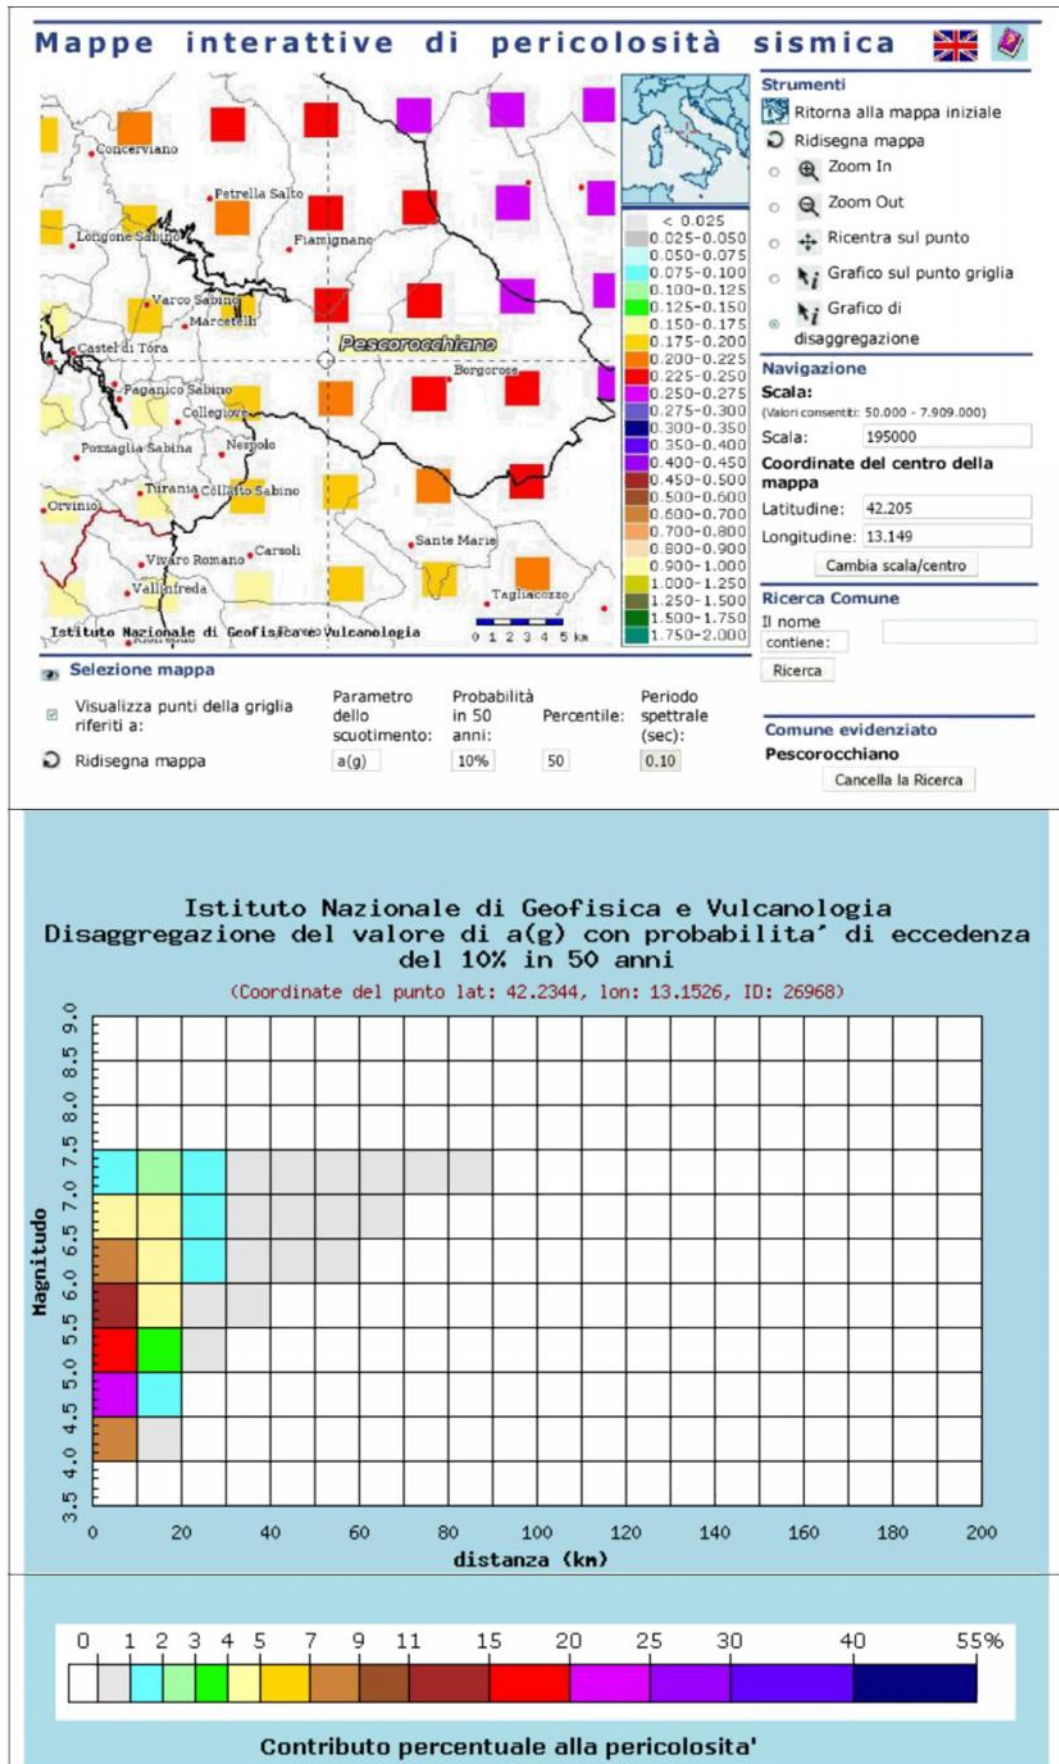 Mappe interattive di pericolosità sismica
Concerviano
Petrella Salto
Longone Sabino
Fiamignano
Varco Sabino
Marcetelli
Castel di Tora
Pescorocchiano
Borgorose
Paganico Sabino
Collegiove
Pozzaglia Sabina
Nespolo
Turania
Collalto Sabino
Orvinio
Sante Marie
Carsoli
Vivaro Romano
Vallinfreda
Tagliacozzo
Istituto Nazionale di Geofisica e Vulcanologia
0 1 2 3 4 5 km
< 0.025
0.025-0.050
0.050-0.075
0.075-0.100
0.100-0.125
0.125-0.150
0.150-0.175
0.175-0.200
0.200-0.225
0.225-0.250
0.250-0.275
0.275-0.300
0.300-0.350
0.350-0.400
0.400-0.450
0.450-0.500
0.500-0.600
0.600-0.700
0.700-0.800
0.800-0.900
0.900-1.000
1.000-1.250
1.250-1.500
1.500-1.750
1.750-2.000
Strumenti
Ritorna alla mappa iniziale
Ridisegna mappa
Zoom In
Zoom Out
Ricentra sul punto
Grafico sul punto griglia
Grafico di
disaggregazione
Navigazione
Scala:
(Valori consentiti: 50.000 - 7.909.000)
Scala: 195000
Coordinate del centro della
mappa
Latitudine: 42.205
Longitudine: 13.149
Cambia scala/centro
Ricerca Comune
Il nome
contiene:
Ricerca
Comune evidenziato
Pescorocchiano
Cancella la Ricerca
Selezione mappa
Visualizza punti della griglia
riferiti a:
Ridisegna mappa
Parametro
dello
scuotimento:
a(g)
Probabilità
in 50
anni:
10%
Percentile:
50
Periodo
spettrale
(sec):
0.10
Istituto Nazionale di Geofisica e Vulcanologia
Disaggregazione del valore di a(g) con probabilita' di eccedenza
del 10% in 50 anni
(Coordinate del punto lat: 42.2344, lon: 13.1526, ID: 26968)
Magnitudo
9.0
8.5
8.0
7.5
7.0
6.5
6.0
5.5
5.0
4.5
4.0
3.5
0 20 40 60 80 100 120 140 160 180 200
distanza (km)
0 1 2 3 4 5 7 9 11 15 20 25 30 40 55%
Contributo percentuale alla pericolosita'